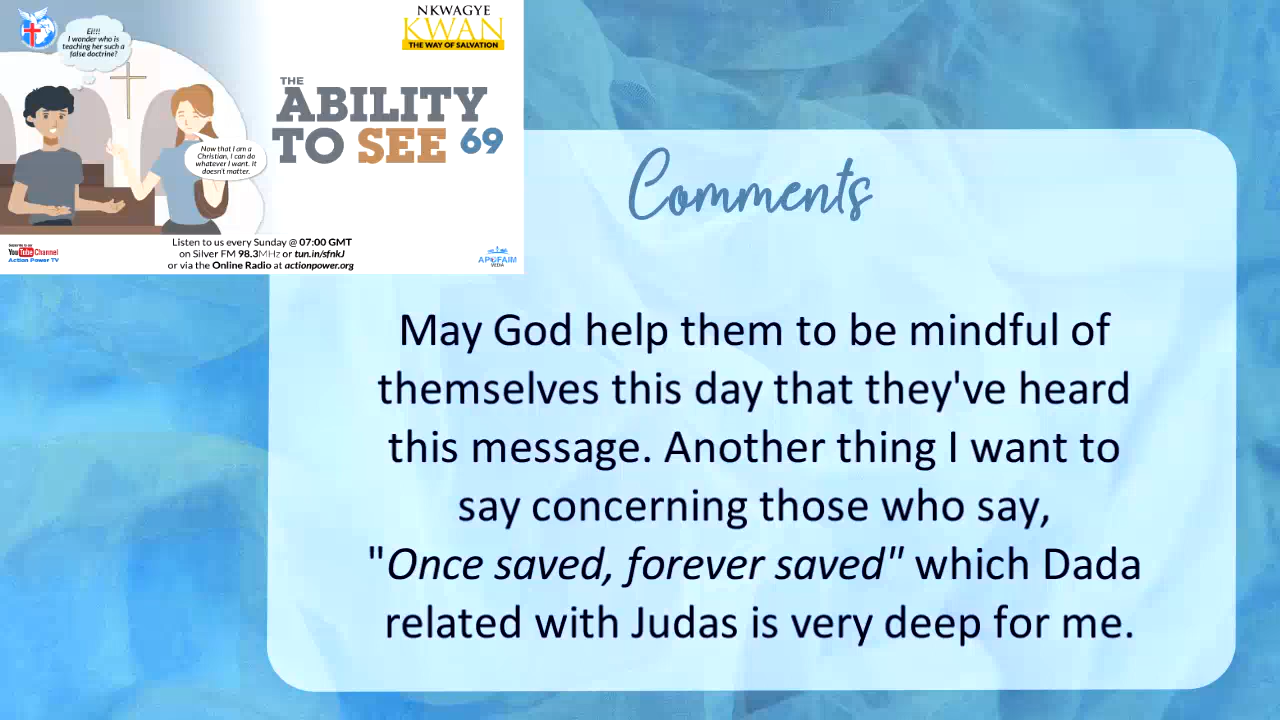 Ei!!!
I wonder who is
teaching her such a
false doctrine?
Now that I am a
Christian, I can do
whatever I want. It
doesn't matter.
NKWAGYE
KWAN
THE WAY OF SALVATION
THE
ABILITY
TO SEE 69
YouTube Channel
Action Power TV
Listen to us every Sunday @ 07:00 GMT
on Silver FM 98.3MHz or tun.in/sfnkJ
or via the Online Radio at actionpower.org
APOFAIM
MEDIA
Comments
May God help them to be mindful of
themselves this day that they've heard
this message. Another thing I want to
say concerning those who say,
"Once saved, forever saved" which Dada
related with Judas is very deep for me.